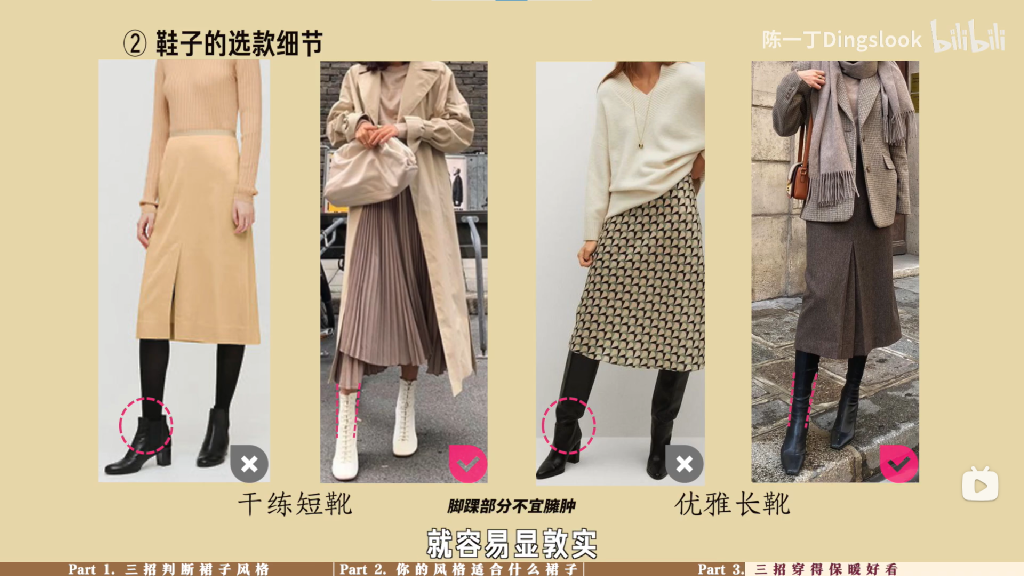 ② 鞋子的选款细节
陈一丁Dingslook bilibili
干练短靴
脚踝部分不宜臃肿
优雅长靴
就容易显敦实
Part 1. 三招判断裙子风格
Part 2. 你的风格适合什么裙子
Part 3. 三招穿得保暖好看